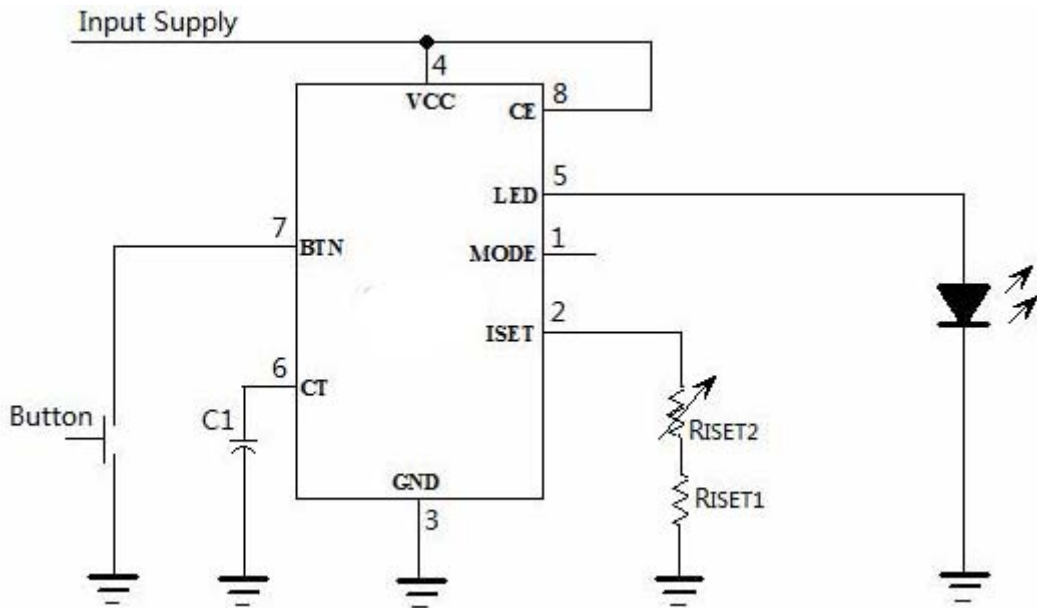 Input Supply
4
VCC
8
CE
5
LED
7
BTN
1
MODE
2
ISET
6
CT
Button
C1
RISET2
GND
RISET1
3